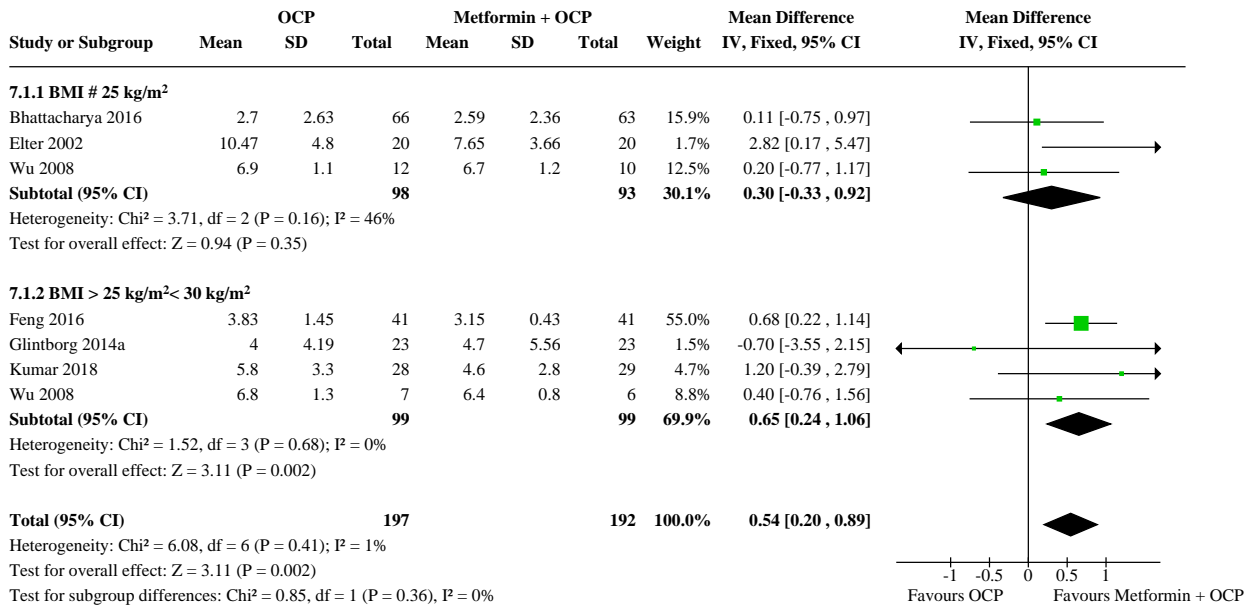 OCP Metformin + OCP Mean Difference Mean Difference
Study or Subgroup Mean SD Total Mean SD Total Weight IV, Fixed, 95% CI IV, Fixed, 95% CI
7.1.1 BMI # 25 kg/m²
Bhattacharya 2016 2.7 2.63 66 2.59 2.36 63 15.9% 0.11 [-0.75 , 0.97]
Elter 2002 10.47 4.8 20 7.65 3.66 20 1.7% 2.82 [0.17 , 5.47]
Wu 2008 6.9 1.1 12 6.7 1.2 10 12.5% 0.20 [-0.77 , 1.17]
Subtotal (95% CI) 98 93 30.1% 0.30 [-0.33 , 0.92]
Heterogeneity: Chi² = 3.71, df = 2 (P = 0.16); I² = 46%
Test for overall effect: Z = 0.94 (P = 0.35)
7.1.2 BMI > 25 kg/m²< 30 kg/m²
Feng 2016 3.83 1.45 41 3.15 0.43 41 55.0% 0.68 [0.22 , 1.14]
Glintborg 2014a 4 4.19 23 4.7 5.56 23 1.5% -0.70 [-3.55 , 2.15]
Kumar 2018 5.8 3.3 28 4.6 2.8 29 4.7% 1.20 [-0.39 , 2.79]
Wu 2008 6.8 1.3 7 6.4 0.8 6 8.8% 0.40 [-0.76 , 1.56]
Subtotal (95% CI) 99 99 69.9% 0.65 [0.24 , 1.06]
Heterogeneity: Chi² = 1.52, df = 3 (P = 0.68); I² = 0%
Test for overall effect: Z = 3.11 (P = 0.002)
Total (95% CI) 197 192 100.0% 0.54 [0.20 , 0.89]
Heterogeneity: Chi² = 6.08, df = 6 (P = 0.41); I² = 1%
Test for overall effect: Z = 3.11 (P = 0.002)
Test for subgroup differences: Chi² = 0.85, df = 1 (P = 0.36), I² = 0%
-1 -0.5 0 0.5 1
Favours OCP Favours Metformin + OCP